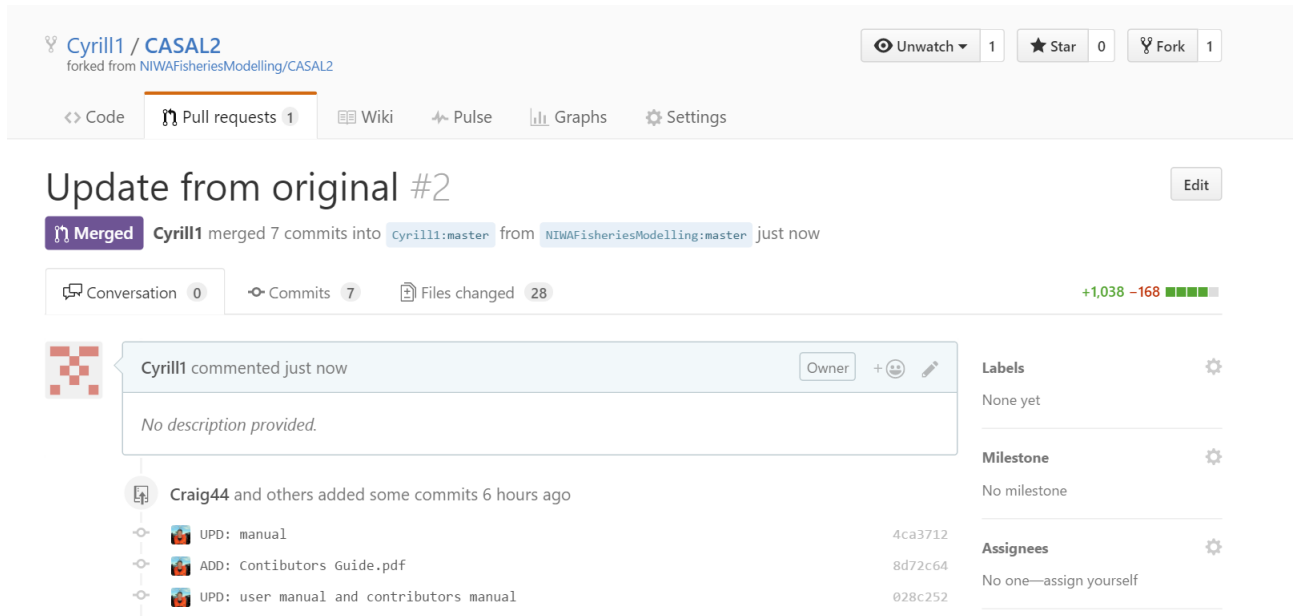 Cyrill1 / CASAL2
forked from NIWAFisheriesModelling/CASAL2
Unwatch 1 Star 0 Fork 1
Code Pull requests 1 Wiki Pulse Graphs Settings
Update from original #2
Edit
Merged Cyrill1 merged 7 commits into Cyrill1:master from NIWAFisheriesModelling:master just now
Conversation 0 Commits 7 Files changed 28 +1,038 −168
Cyrill1 commented just now Owner +
No description provided.
Craig44 and others added some commits 6 hours ago
UPD: manual 4ca3712
ADD: Contibutors Guide.pdf 8d72c64
UPD: user manual and contributors manual 028c252
Labels
None yet
Milestone
No milestone
Assignees
No one—assign yourself